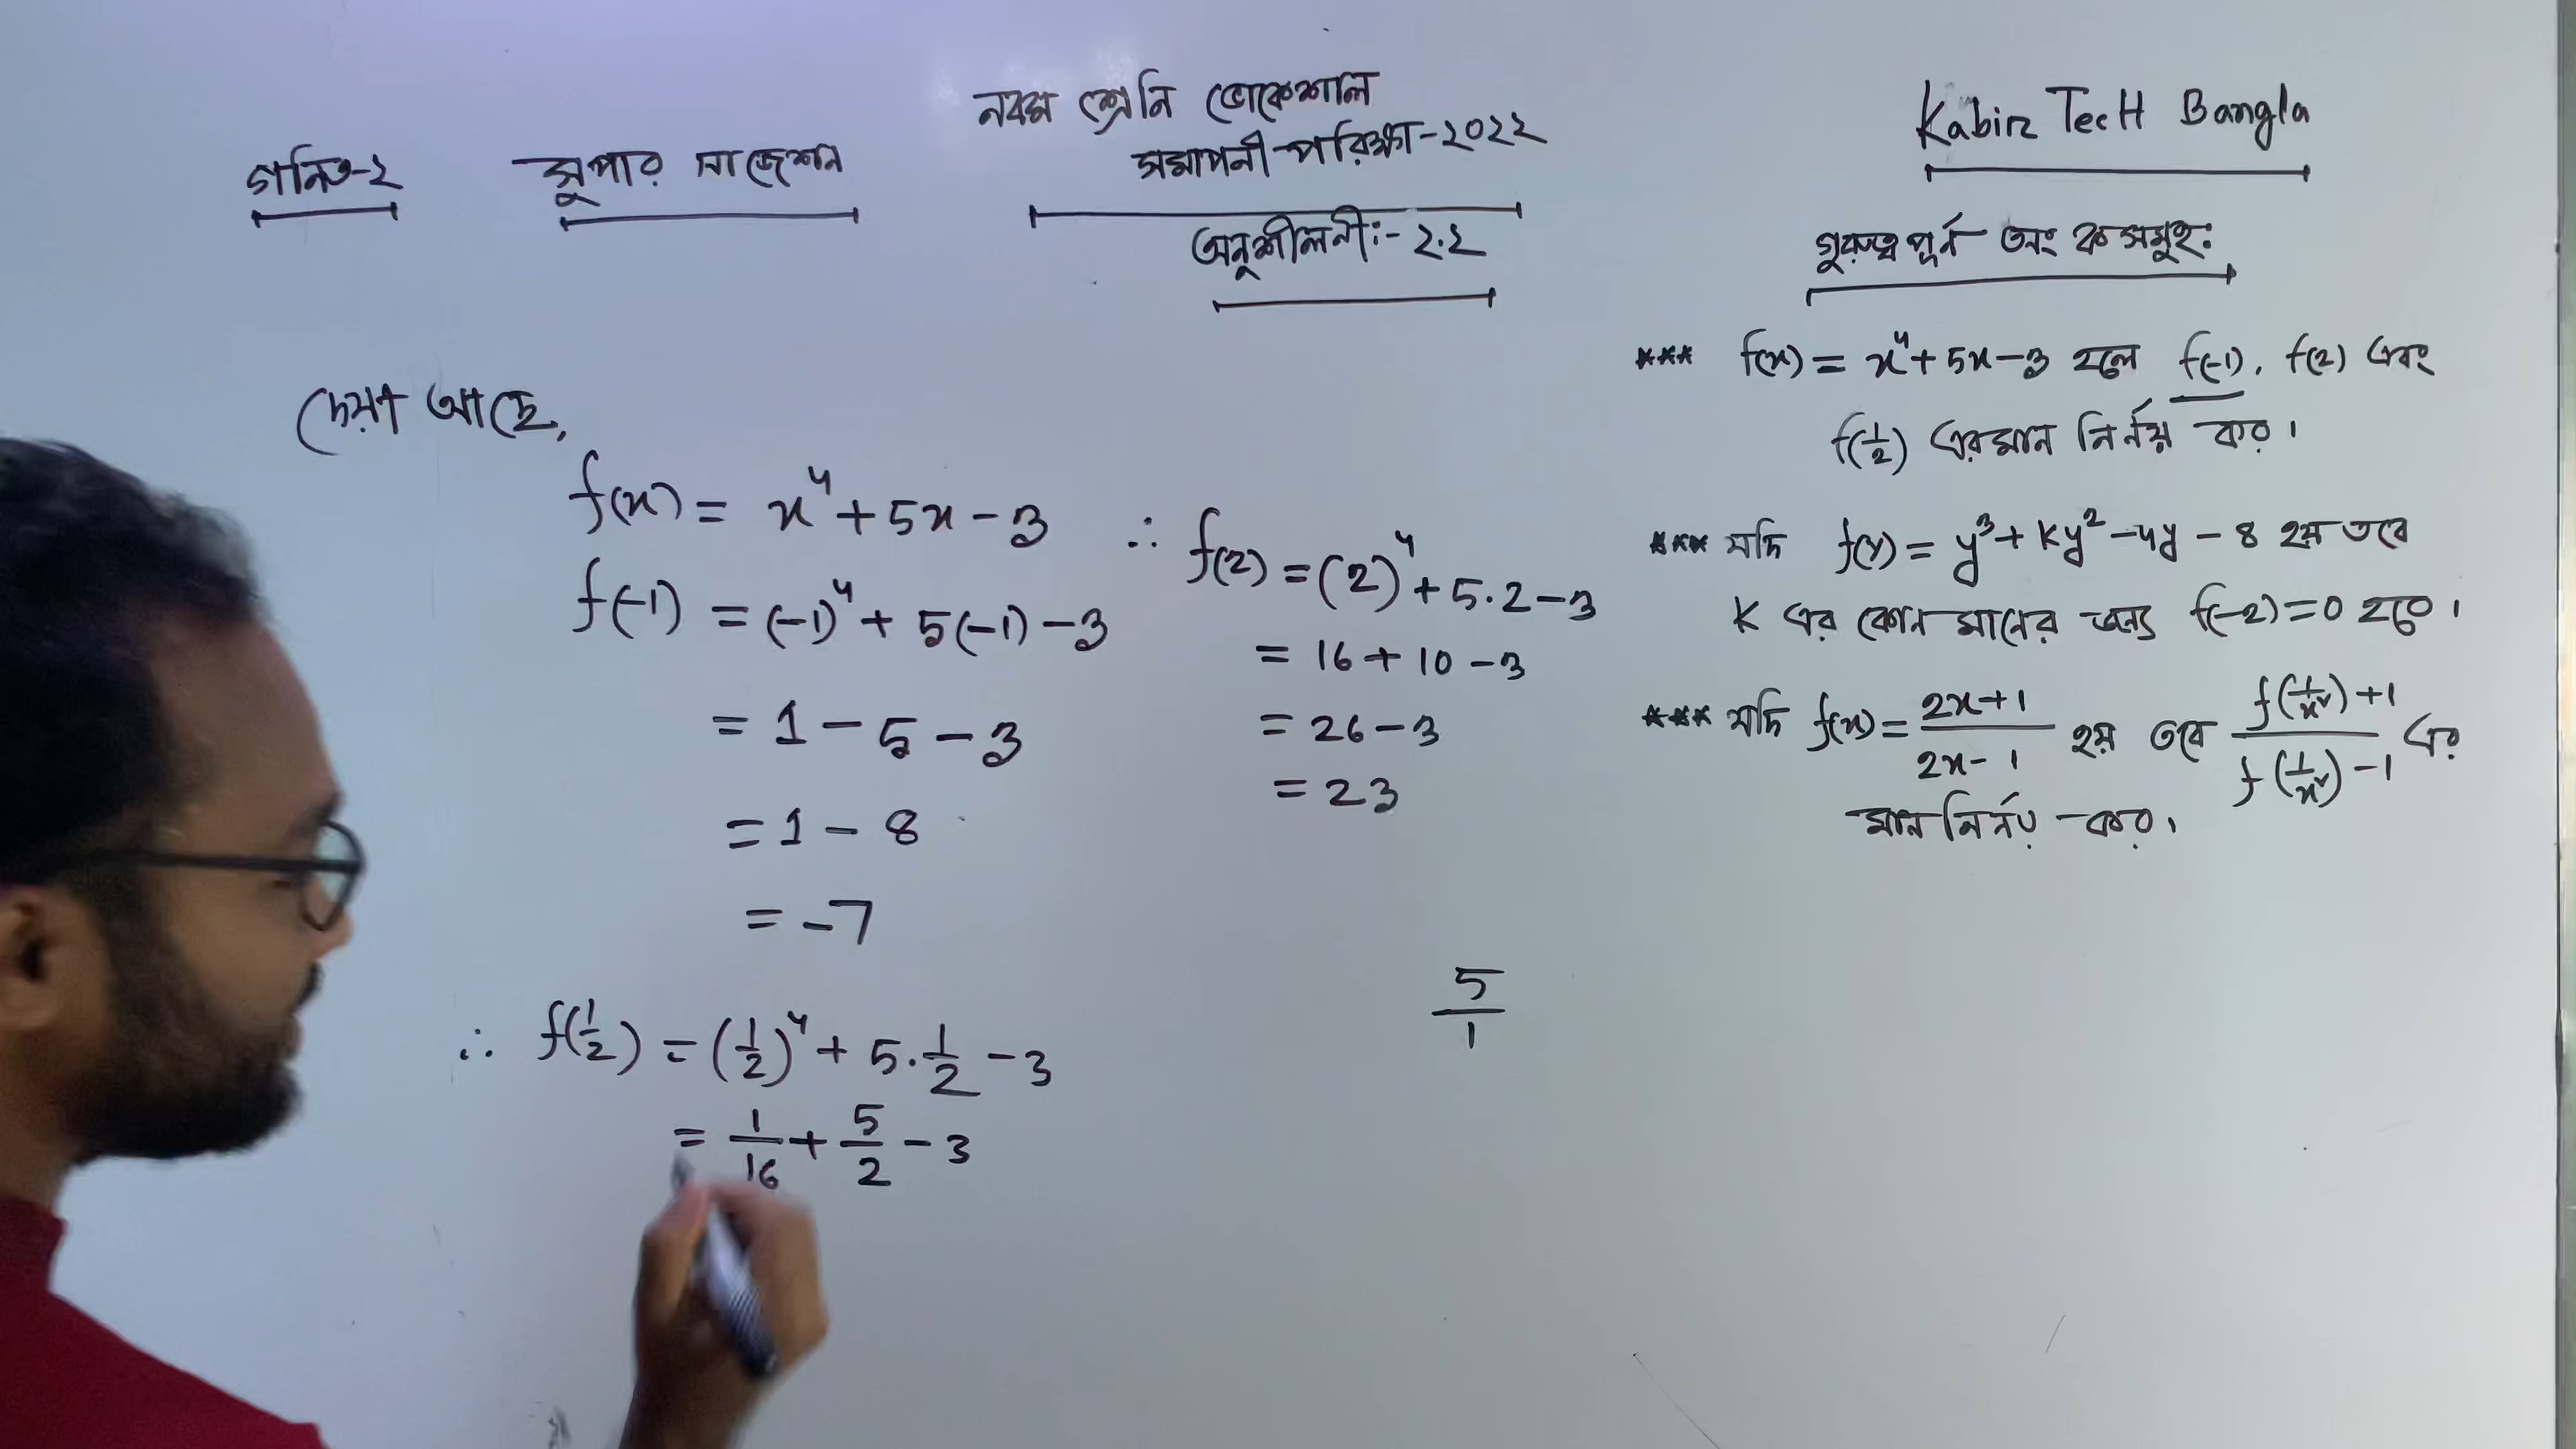 নবম শ্রেনি ভোকেশাল
সমাপনী পরিক্ষা-২০২২
গনিত-২
সুপার সাজেশন
অনুশীলনী:- ২.২
Kabir TecH Bangla
গুরুত্ব পূর্ন অংক সমূহ:
*** f(x) = x⁴ + 5x - 3 হলে f(-1), f(2) এবং
f(1/2) এর মান নির্নয় কর।
*** যদি f(y) = y³ + ky² - 4y - 8 হয় তবে
K এর কোন মানের জন্য f(-2) = 0 হবে।
*** যদি f(x) = (2x+1)/(2x-1) হয় তবে (f(1/x²)+1)/(f(1/x²)-1) এর
মান নির্নয় কর।
দেয়া আছে,
f(x) = x⁴ + 5x - 3
f(-1) = (-1)⁴ + 5(-1) - 3
= 1 - 5 - 3
= 1 - 8
= -7
∴ f(2) = (2)⁴ + 5.2 - 3
= 16 + 10 - 3
= 26 - 3
= 23
∴ f(1/2) = (1/2)⁴ + 5.1/2 - 3
= 1/16 + 5/2 - 3
5/1